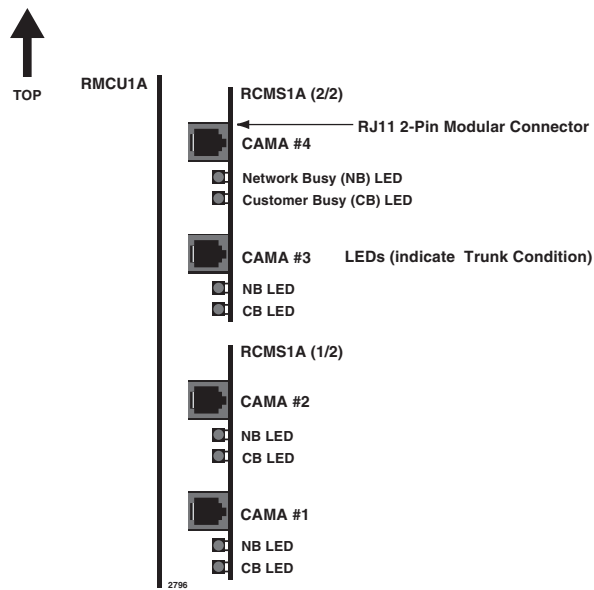 TOP
RMCU1A
RCMS1A (2/2)
RJ11 2-Pin Modular Connector
CAMA #4
Network Busy (NB) LED
Customer Busy (CB) LED
CAMA #3
LEDs (indicate Trunk Condition)
NB LED
CB LED
RCMS1A (1/2)
CAMA #2
NB LED
CB LED
CAMA #1
NB LED
CB LED
2796